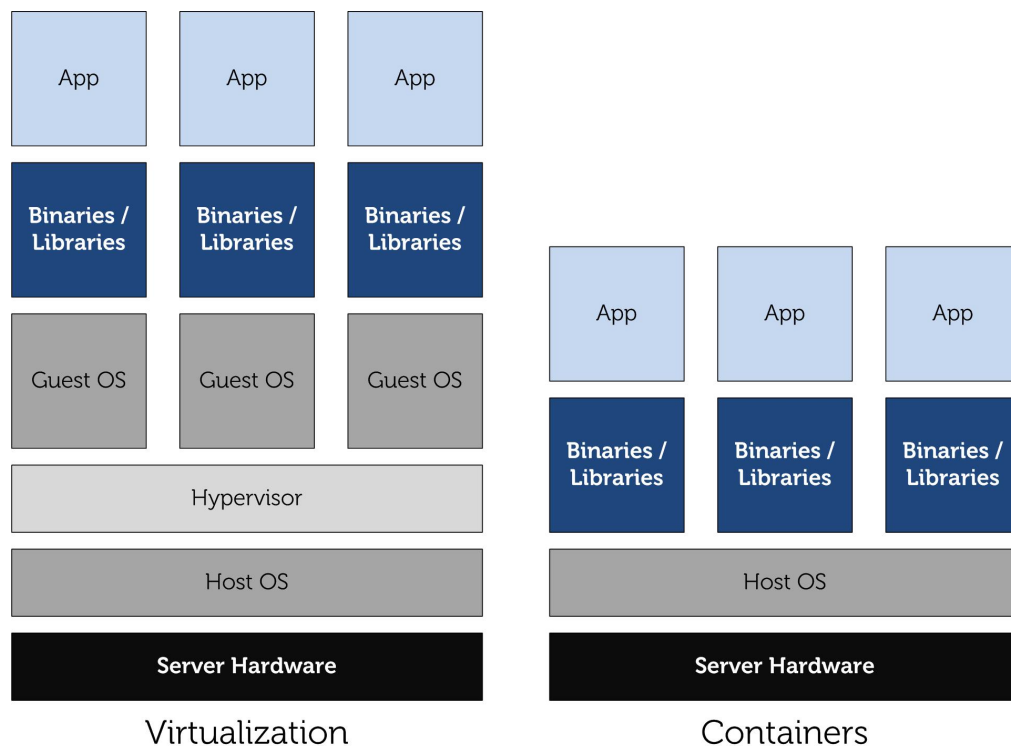 App
App
App
Binaries /
Libraries
Binaries /
Libraries
Binaries /
Libraries
Guest OS
Guest OS
Guest OS
Hypervisor
Host OS
Server Hardware
Virtualization
App
App
App
Binaries /
Libraries
Binaries /
Libraries
Binaries /
Libraries
Host OS
Server Hardware
Containers